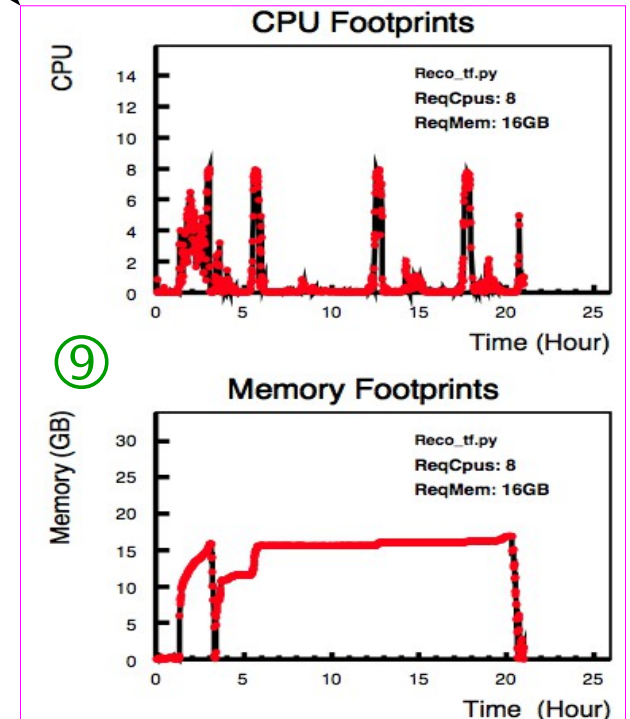 CPU Footprints
CPU
14
12
10
8
6
4
2
0
Reco_tf.py
ReqCpus: 8
ReqMem: 16GB
0 5 10 15 20 25
Time (Hour)
9
Memory Footprints
Memory (GB)
30
25
20
15
10
5
0
Reco_tf.py
ReqCpus: 8
ReqMem: 16GB
0 5 10 15 20 25
Time (Hour)